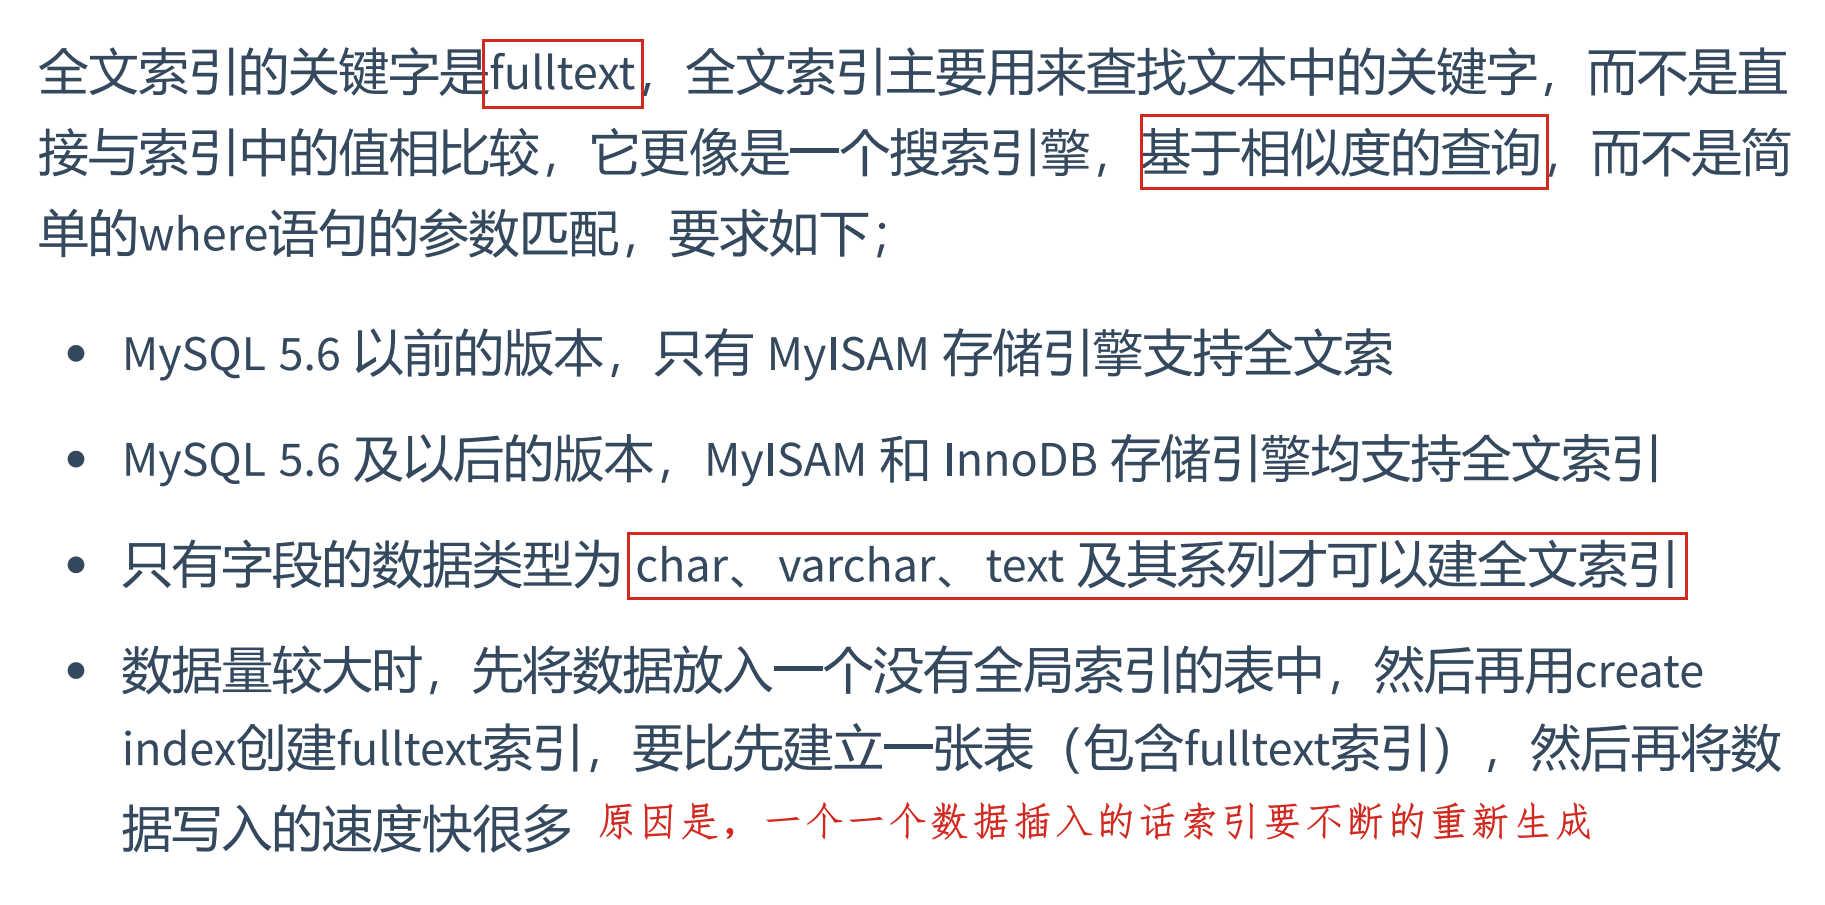 全文索引的关键字是fulltext，全文索引主要用来查找文本中的关键字，而不是直
接与索引中的值相比较，它更像是一个搜索引擎，基于相似度的查询，而不是简
单的where语句的参数匹配，要求如下；
• MySQL 5.6 以前的版本，只有 MyISAM 存储引擎支持全文索
• MySQL 5.6 及以后的版本，MyISAM 和 InnoDB 存储引擎均支持全文索引
• 只有字段的数据类型为 char、varchar、text 及其系列才可以建全文索引
• 数据量较大时，先将数据放入一个没有全局索引的表中，然后再用create
index创建fulltext索引，要比先建立一张表（包含fulltext索引），然后再将数
据写入的速度快很多 原因是，一个一个数据插入的话索引要不断的重新生成